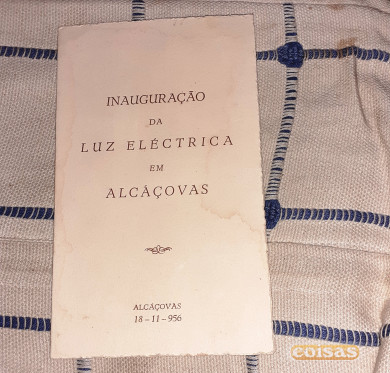 INAUGURAÇÃO
DA
LUZ ELÉCTRICA
EM
ALCÁÇOVAS
ALCÁÇOVAS
18-11-956
coisas